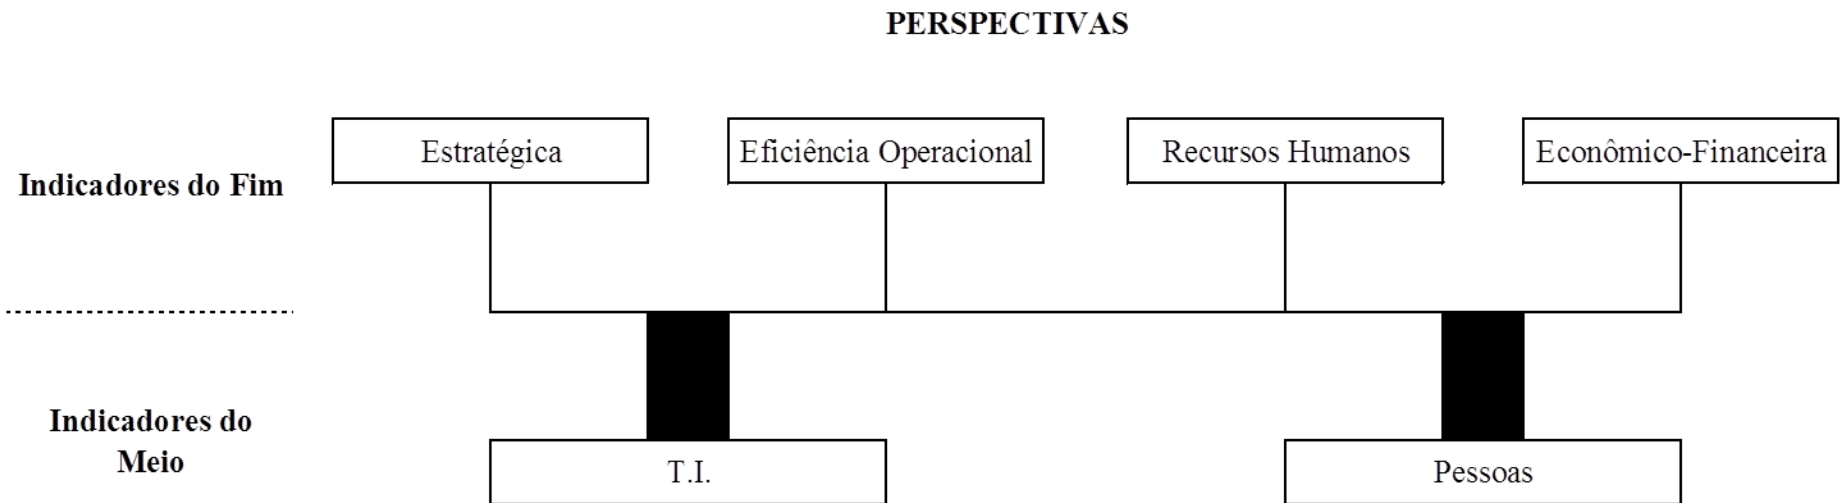 PERSPECTIVAS
Estratégica
Eficiência Operacional
Recursos Humanos
Econômico-Financeira
Indicadores do Fim
Indicadores do
Meio
T.I.
Pessoas